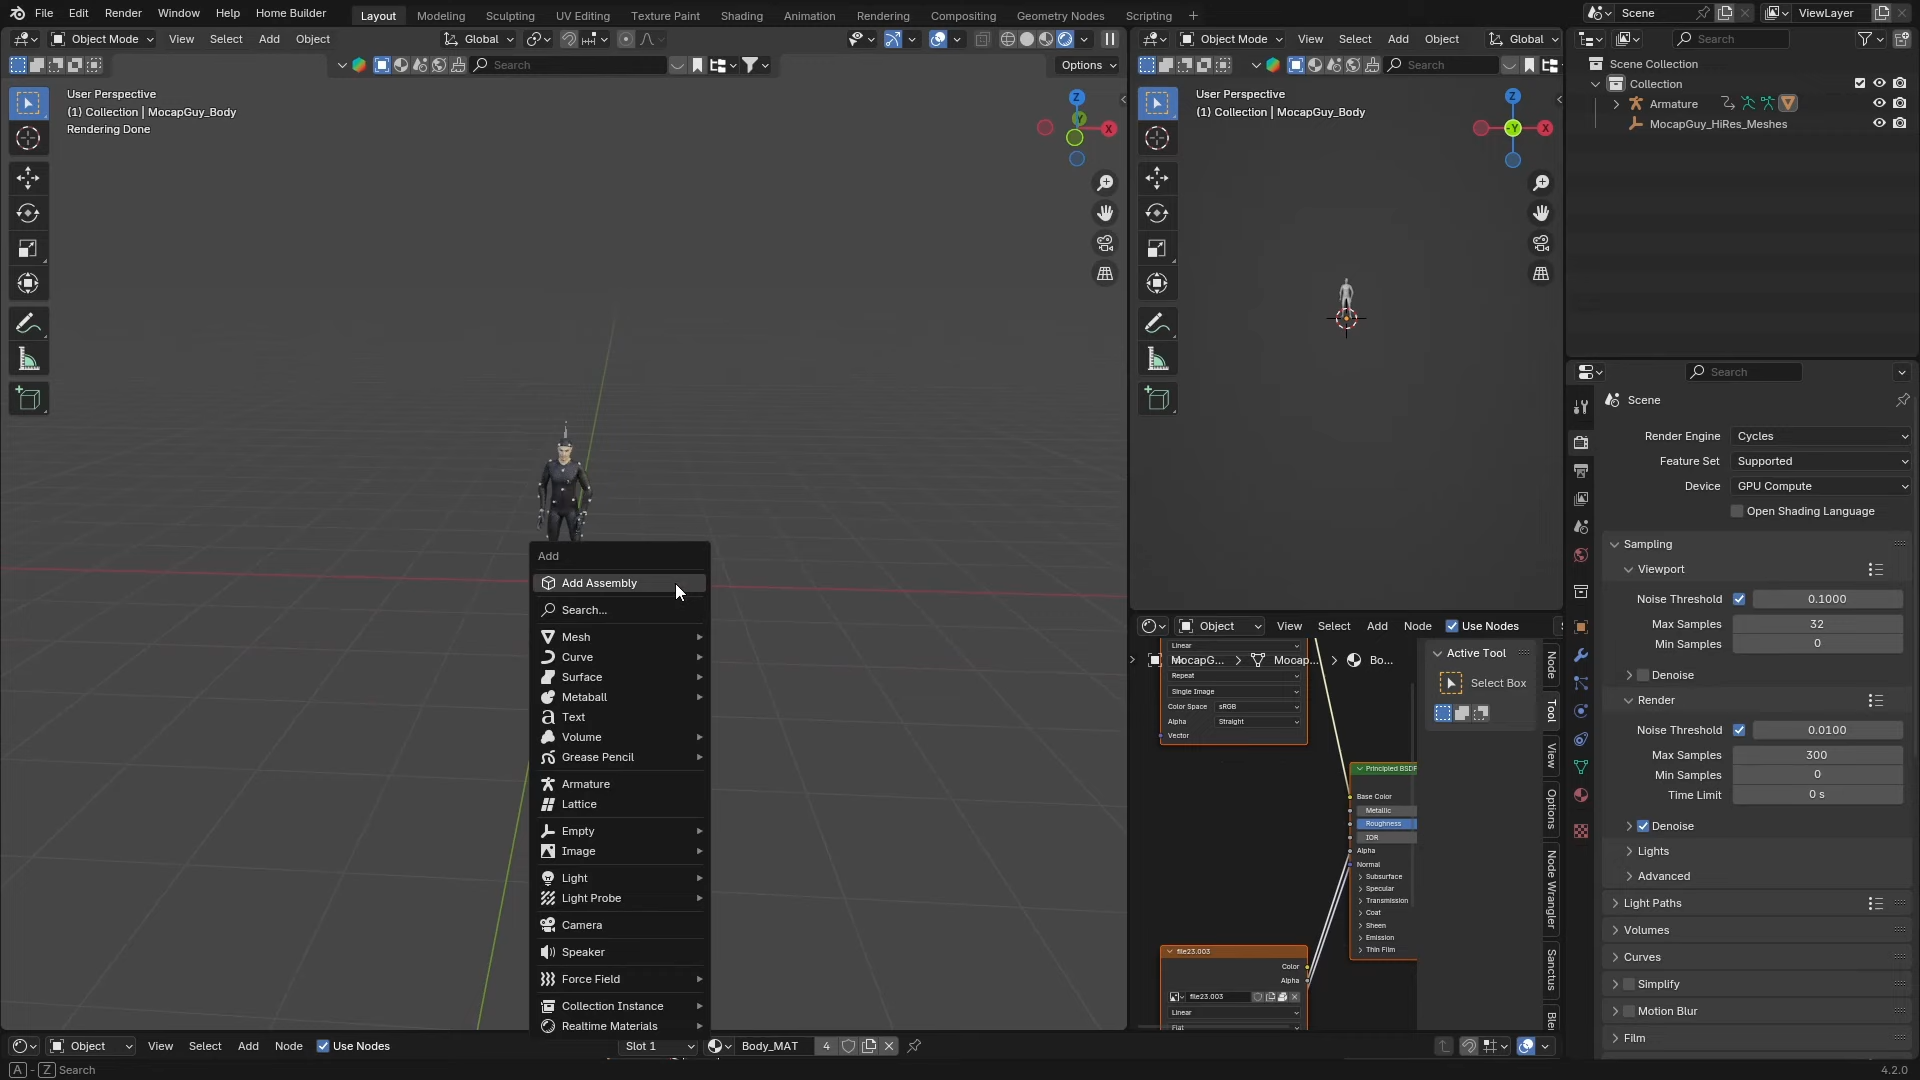 File Edit Render Window Help Home Builder Layout Modeling Sculpting UV Editing Texture Paint Shading Animation Rendering Compositing Geometry Nodes Scripting + Scene ViewLayer
Object Mode View Select Add Object Global
Search Options
User Perspective
(1) Collection | MocapGuy_Body
Rendering Done
Z
Y
X
Add
Add Assembly
Search...
Mesh
Curve
Surface
Metaball
Text
Volume
Grease Pencil
Armature
Lattice
Empty
Image
Light
Light Probe
Camera
Speaker
Force Field
Collection Instance
Realtime Materials
Object View Select Add Node Use Nodes Slot 1 Body_MAT 4
A - Z Search
Object Mode View Select Add Object Global
Search
User Perspective
(1) Collection | MocapGuy_Body
Z
-Y
X
Object View Select Add Node Use Nodes
MocapG... Mocap... Bo...
Linear
Repeat
Single Image
Color Space sRGB
Alpha Straight
Vector
Principled BSDF
Base Color
Metallic
Roughness
IOR
Alpha
Normal
Subsurface
Specular
Transmission
Coat
Sheen
Emission
Thin Film
file23.003
Color
Alpha
file23.003
Linear
Flat
Active Tool
Select Box
Node
Tool
View
Options
Node Wrangler
Sanctus
Search
Scene Collection
Collection
Armature
MocapGuy_HiRes_Meshes
Search
Scene
Render Engine Cycles
Feature Set Supported
Device GPU Compute
Open Shading Language
Sampling
Viewport
Noise Threshold 0.1000
Max Samples 32
Min Samples 0
Denoise
Render
Noise Threshold 0.0100
Max Samples 300
Min Samples 0
Time Limit 0 s
Denoise
Lights
Advanced
Light Paths
Volumes
Curves
Simplify
Motion Blur
Film
4.2.0